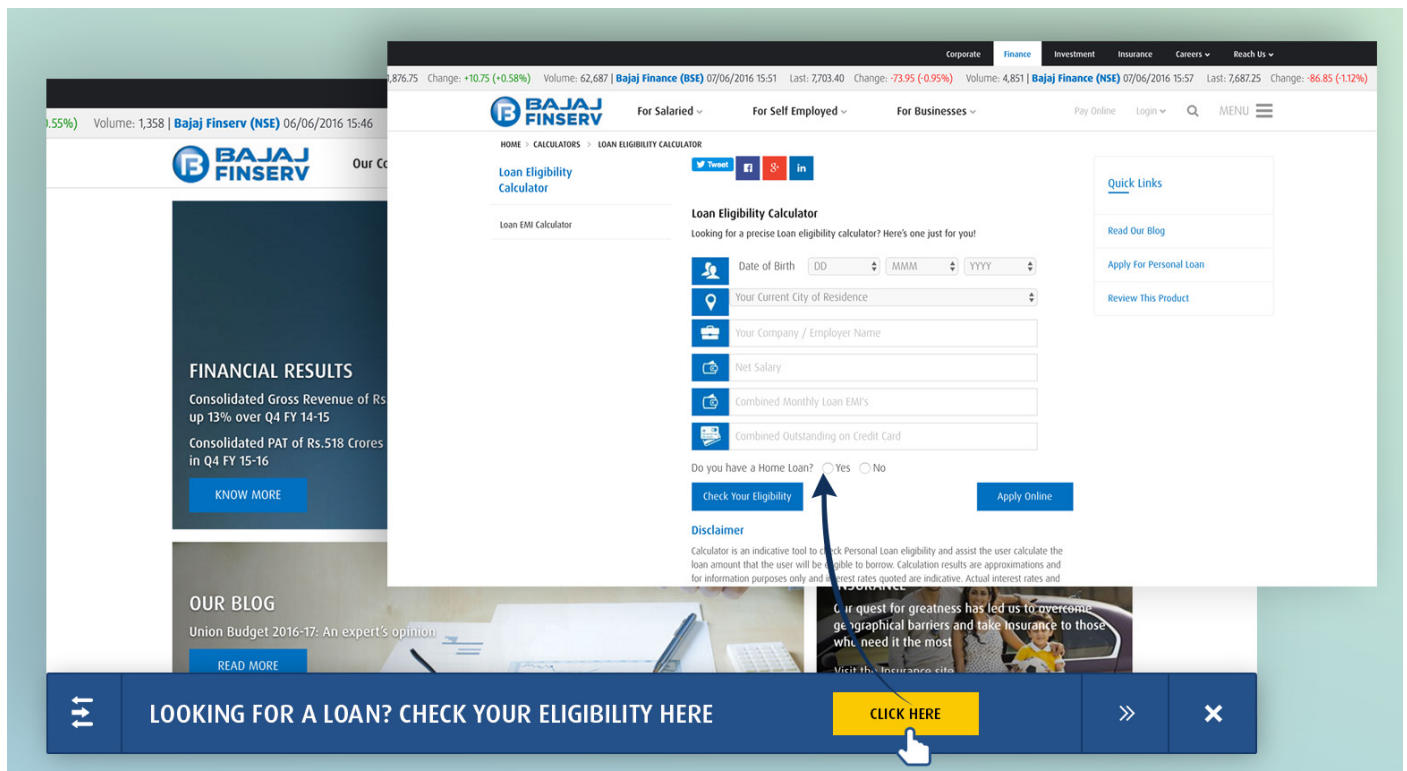 Corporate Finance Investment Insurance Careers Reach Us
,876.75 Change: +10.75 (+0.58%) Volume: 62,687 | Bajaj Finance (BSE) 07/06/2016 15:51 Last: 7,703.40 Change: -73.95 (-0.95%) Volume: 4,851 | Bajaj Finance (NSE) 07/06/2016 15:57 Last: 7,687.25 Change: -86.85 (-1.12%)
BAJAJ
FINSERV
For Salaried For Self Employed For Businesses Pay Online Login MENU
HOME > CALCULATORS > LOAN ELIGIBILITY CALCULATOR
Loan Eligibility
Calculator
Loan EMI Calculator
Tweet
Loan Eligibility Calculator
Looking for a precise Loan eligibility calculator? Here's one just for you!
Date of Birth DD MMM YYYY
Your Current City of Residence
Your Company / Employer Name
Net Salary
Combined Monthly Loan EMI's
Combined Outstanding on Credit Card
Do you have a Home Loan? Yes No
Check Your Eligibility Apply Online
Disclaimer
Calculator is an indicative tool to check Personal Loan eligibility and assist the user calculate the
loan amount that the user will be eligible to borrow. Calculation results are approximations and
for information purposes only and interest rates quoted are indicative. Actual interest rates and
Quick Links
Read Our Blog
Apply For Personal Loan
Review This Product
.55%) Volume: 1,358 | Bajaj Finserv (NSE) 06/06/2016 15:46
BAJAJ
FINSERV
Our Co
FINANCIAL RESULTS
Consolidated Gross Revenue of Rs
up 13% over Q4 FY 14-15
Consolidated PAT of Rs.518 Crores
in Q4 FY 15-16
KNOW MORE
OUR BLOG
Union Budget 2016-17: An expert's opinion
READ MORE
INSURANCE
Our quest for greatness has led us to overcome
geographical barriers and take Insurance to those
who need it the most
Visit the Insurance site
LOOKING FOR A LOAN? CHECK YOUR ELIGIBILITY HERE
CLICK HERE